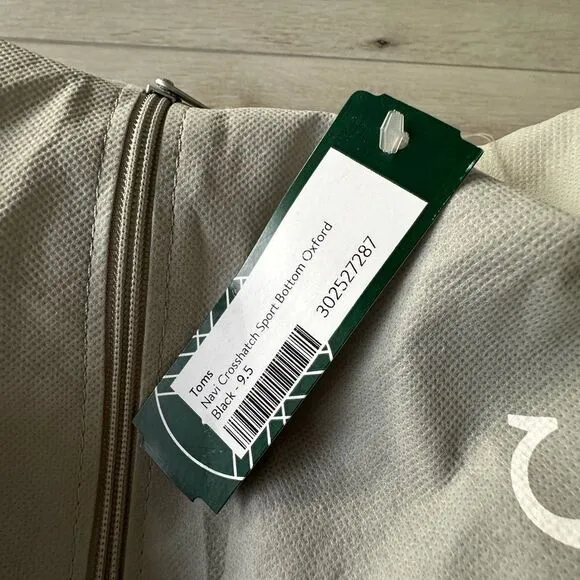 Toms
Navi Crosshatch Sport Bottom Oxford
Black - 9.5
302527287